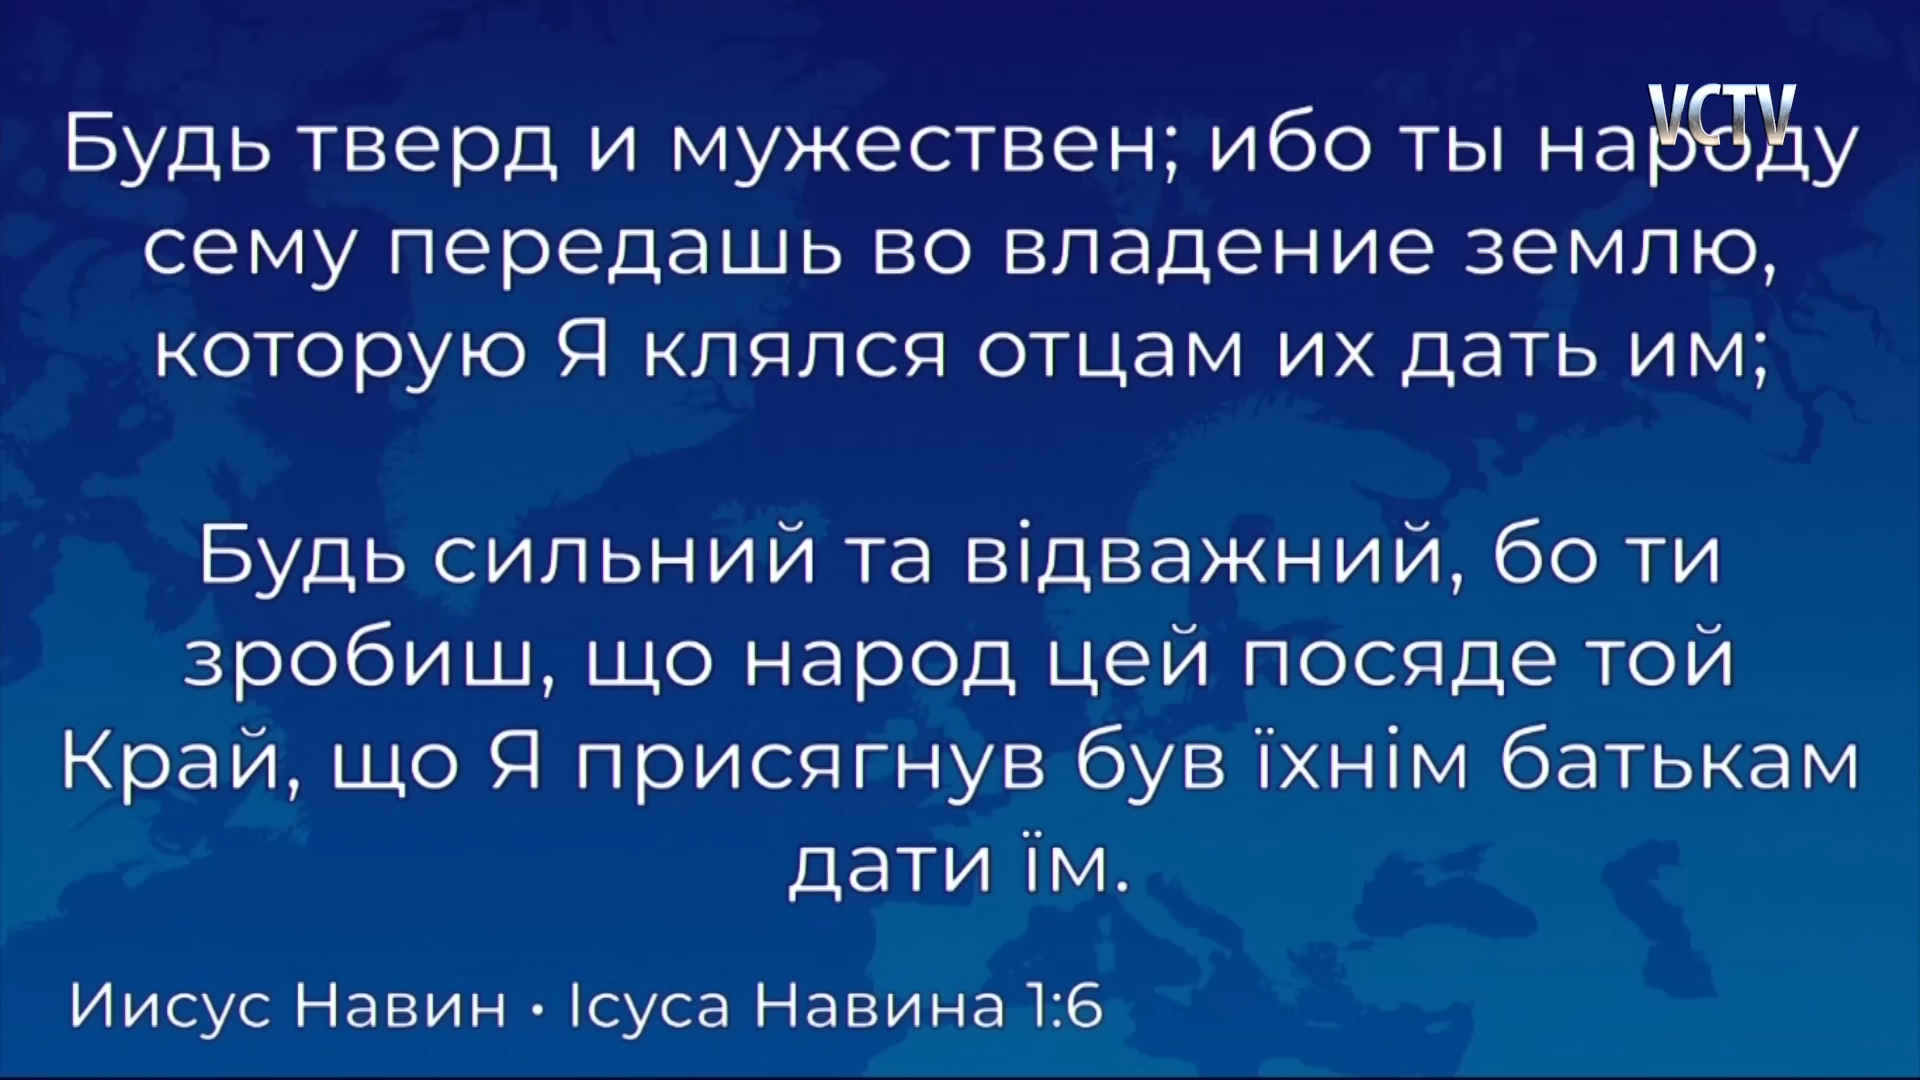 VCTV
Будь тверд и мужествен; ибо ты народу
сему передашь во владение землю,
которую Я клялся отцам их дать им;
Будь сильний та відважний, бо ти
зробиш, що народ цей посяде той
Край, що Я присягнув був їхнім батькам
дати їм.
Иисус Навин • Ісуса Навина 1:6